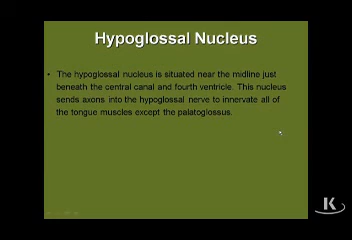 Hypoglossal Nucleus
• The hypoglossal nucleus is situated near the midline just
beneath the central canal and fourth ventricle. This nucleus
sends axons into the hypoglossal nerve to innervate all of
the tongue muscles except the palatoglossus.
K